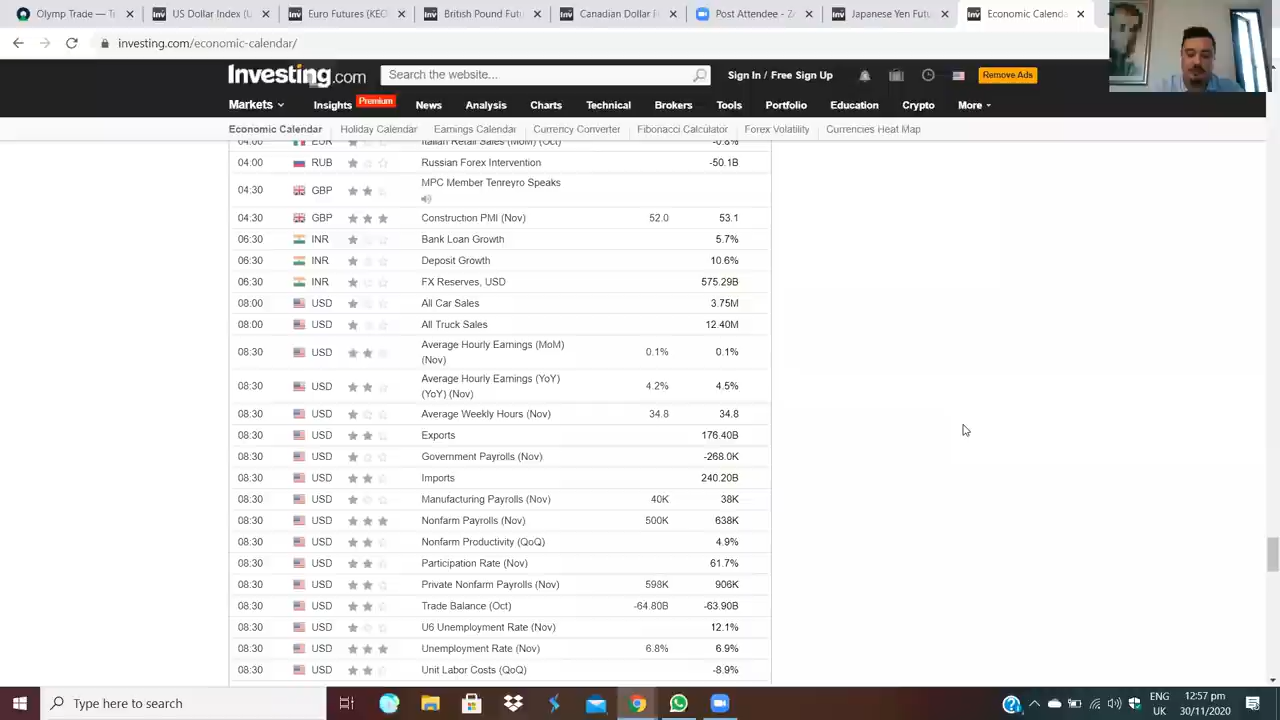 Olymp Trade — Ti
US Dollar Index (U
Euro Futures (KEO
British Pound Fut
Canadian Dollar F
List Attendee - ZA
Japanese Yen Futu
Economic Calenda
investing.com/economic-calendar/
Investing.com
Search the website...
Sign In / Free Sign Up
Remove Ads
Markets
Insights
Premium
News
Analysis
Charts
Technical
Brokers
Tools
Portfolio
Education
Crypto
More
Economic Calendar
Holiday Calendar
Earnings Calendar
Currency Converter
Fibonacci Calculator
Forex Volatility
Currencies Heat Map
04:00 EUR Italian Retail Sales (MoM) (Oct) -0.8%
04:00 RUB Russian Forex Intervention -50.1B
04:30 GBP MPC Member Tenreyro Speaks
04:30 GBP Construction PMI (Nov) 52.0 53.1
06:30 INR Bank Loan Growth 5.7%
06:30 INR Deposit Growth 10.6%
06:30 INR FX Reserves, USD 575.29B
08:00 USD All Car Sales 3.75M
08:00 USD All Truck Sales 12.40M
08:30 USD Average Hourly Earnings (MoM) 0.1% 0.1%
(Nov)
08:30 USD Average Hourly Earnings (YoY) 4.2% 4.5%
(YoY) (Nov)
08:30 USD Average Weekly Hours (Nov) 34.8 34.8
08:30 USD Exports 176.40B
08:30 USD Government Payrolls (Nov) -268.0K
08:30 USD Imports 240.20B
08:30 USD Manufacturing Payrolls (Nov) 40K 38K
08:30 USD Nonfarm Payrolls (Nov) 500K 638K
08:30 USD Nonfarm Productivity (QoQ) 4.9%
08:30 USD Participation Rate (Nov) 61.7%
08:30 USD Private Nonfarm Payrolls (Nov) 598K 906K
08:30 USD Trade Balance (Oct) -64.80B -63.90B
08:30 USD U6 Unemployment Rate (Nov) 12.1%
08:30 USD Unemployment Rate (Nov) 6.8% 6.9%
08:30 USD Unit Labor Costs (QoQ) -8.9%
Type here to search
ENG
UK
12:57 pm
30/11/2020